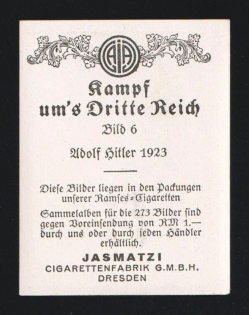 AJA
Kampf
um's Dritte Reich
Bild 6
Adolf Hitler 1923
Diese Bilder liegen in den Packungen
unserer Ramses-Cigaretten
Sammelalben für die 273 Bilder sind
gegen Voreinsendung von RM 1.—
durch uns oder durch jeden Händler
erhältlich.
JASMATZI
CIGARETTENFABRIK G.M.B.H.
DRESDEN